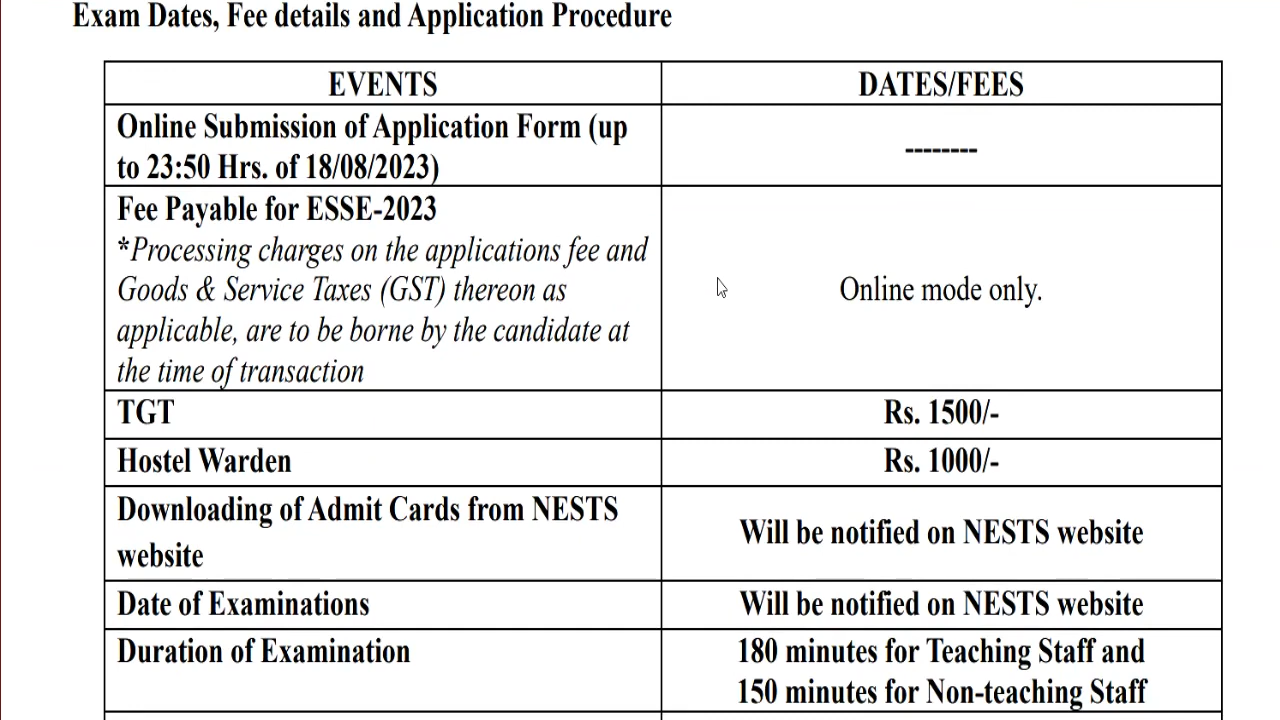 Exam Dates, Fee details and Application Procedure
EVENTS
DATES/FEES
Online Submission of Application Form (up
to 23:50 Hrs. of 18/08/2023)
--------
Fee Payable for ESSE-2023
*Processing charges on the applications fee and
Goods & Service Taxes (GST) thereon as
applicable, are to be borne by the candidate at
the time of transaction
Online mode only.
TGT
Rs. 1500/-
Hostel Warden
Rs. 1000/-
Downloading of Admit Cards from NESTS
website
Will be notified on NESTS website
Date of Examinations
Will be notified on NESTS website
Duration of Examination
180 minutes for Teaching Staff and
150 minutes for Non-teaching Staff